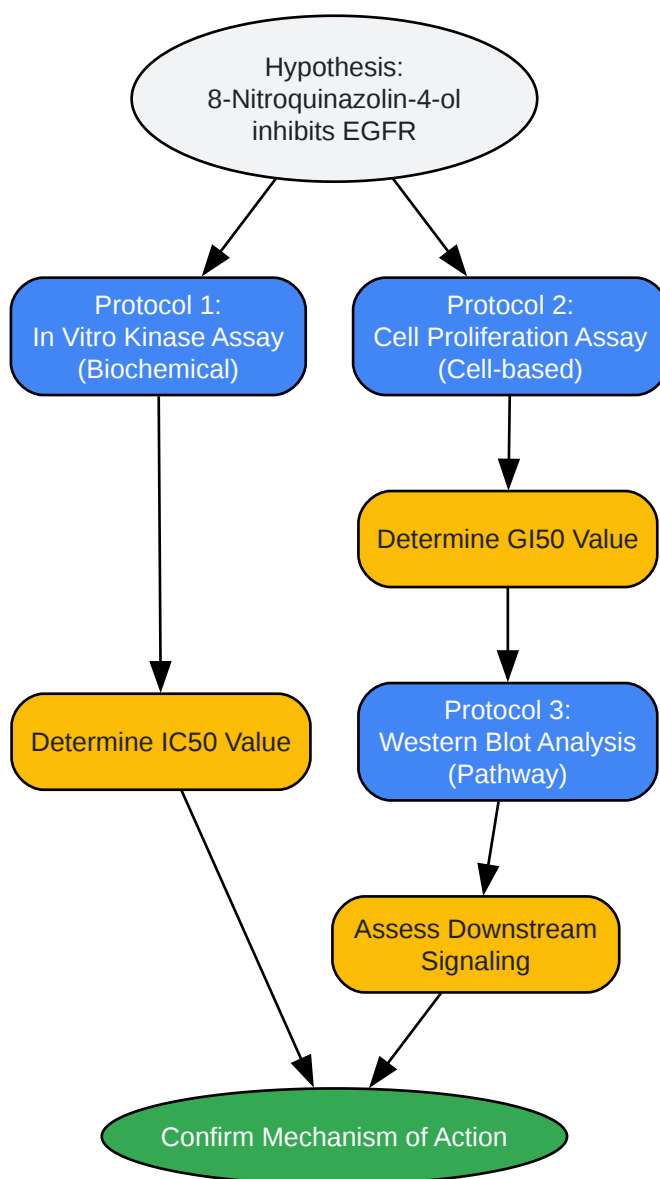 Hypothesis:
8-Nitroquinazolin-4-ol
inhibits EGFR
Protocol 1:
In Vitro Kinase Assay
(Biochemical)
Protocol 2:
Cell Proliferation Assay
(Cell-based)
Determine GI50 Value
Determine IC50 Value
Protocol 3:
Western Blot Analysis
(Pathway)
Assess Downstream
Signaling
Confirm Mechanism of Action